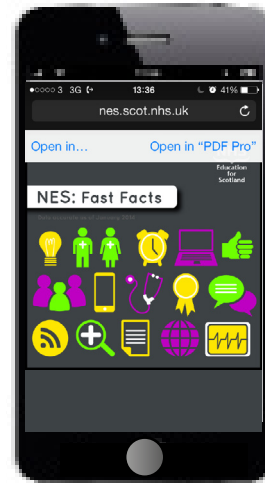 3 3G 13:36 41%
nes.scot.nhs.uk
Open in… Open in “PDF Pro”
Education
for
Scotland
NES: Fast Facts